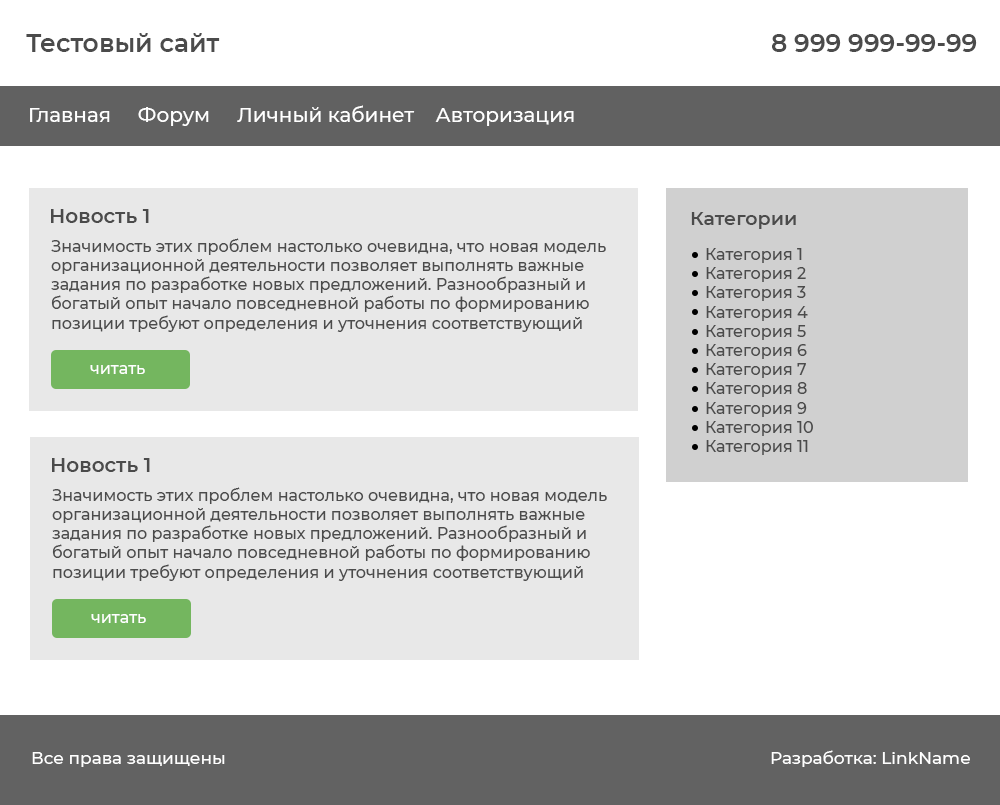 Тестовый сайт
8 999 999-99-99
Главная Форум Личный кабинет Авторизация
Новость 1
Значимость этих проблем настолько очевидна, что новая модель
организационной деятельности позволяет выполнять важные
задания по разработке новых предложений. Разнообразный и
богатый опыт начало повседневной работы по формированию
позиции требуют определения и уточнения соответствующий
читать
Новость 1
Значимость этих проблем настолько очевидна, что новая модель
организационной деятельности позволяет выполнять важные
задания по разработке новых предложений. Разнообразный и
богатый опыт начало повседневной работы по формированию
позиции требуют определения и уточнения соответствующий
читать
Категории
Категория 1
Категория 2
Категория 3
Категория 4
Категория 5
Категория 6
Категория 7
Категория 8
Категория 9
Категория 10
Категория 11
Все права защищены
Разработка: LinkName